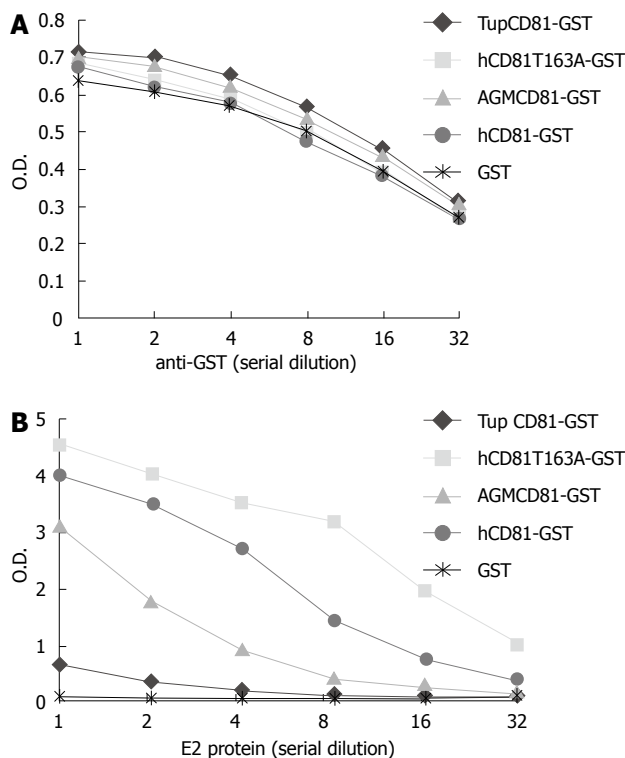 A
TupCD81-GST
hCD81T163A-GST
AGMCD81-GST
hCD81-GST
GST
O.D.
0.8
0.7
0.6
0.5
0.4
0.3
0.2
0.1
0
1 2 4 8 16 32
anti-GST (serial dilution)
B
Tup CD81-GST
hCD81T163A-GST
AGMCD81-GST
hCD81-GST
GST
O.D.
5
4
3
2
1
0
1 2 4 8 16 32
E2 protein (serial dilution)